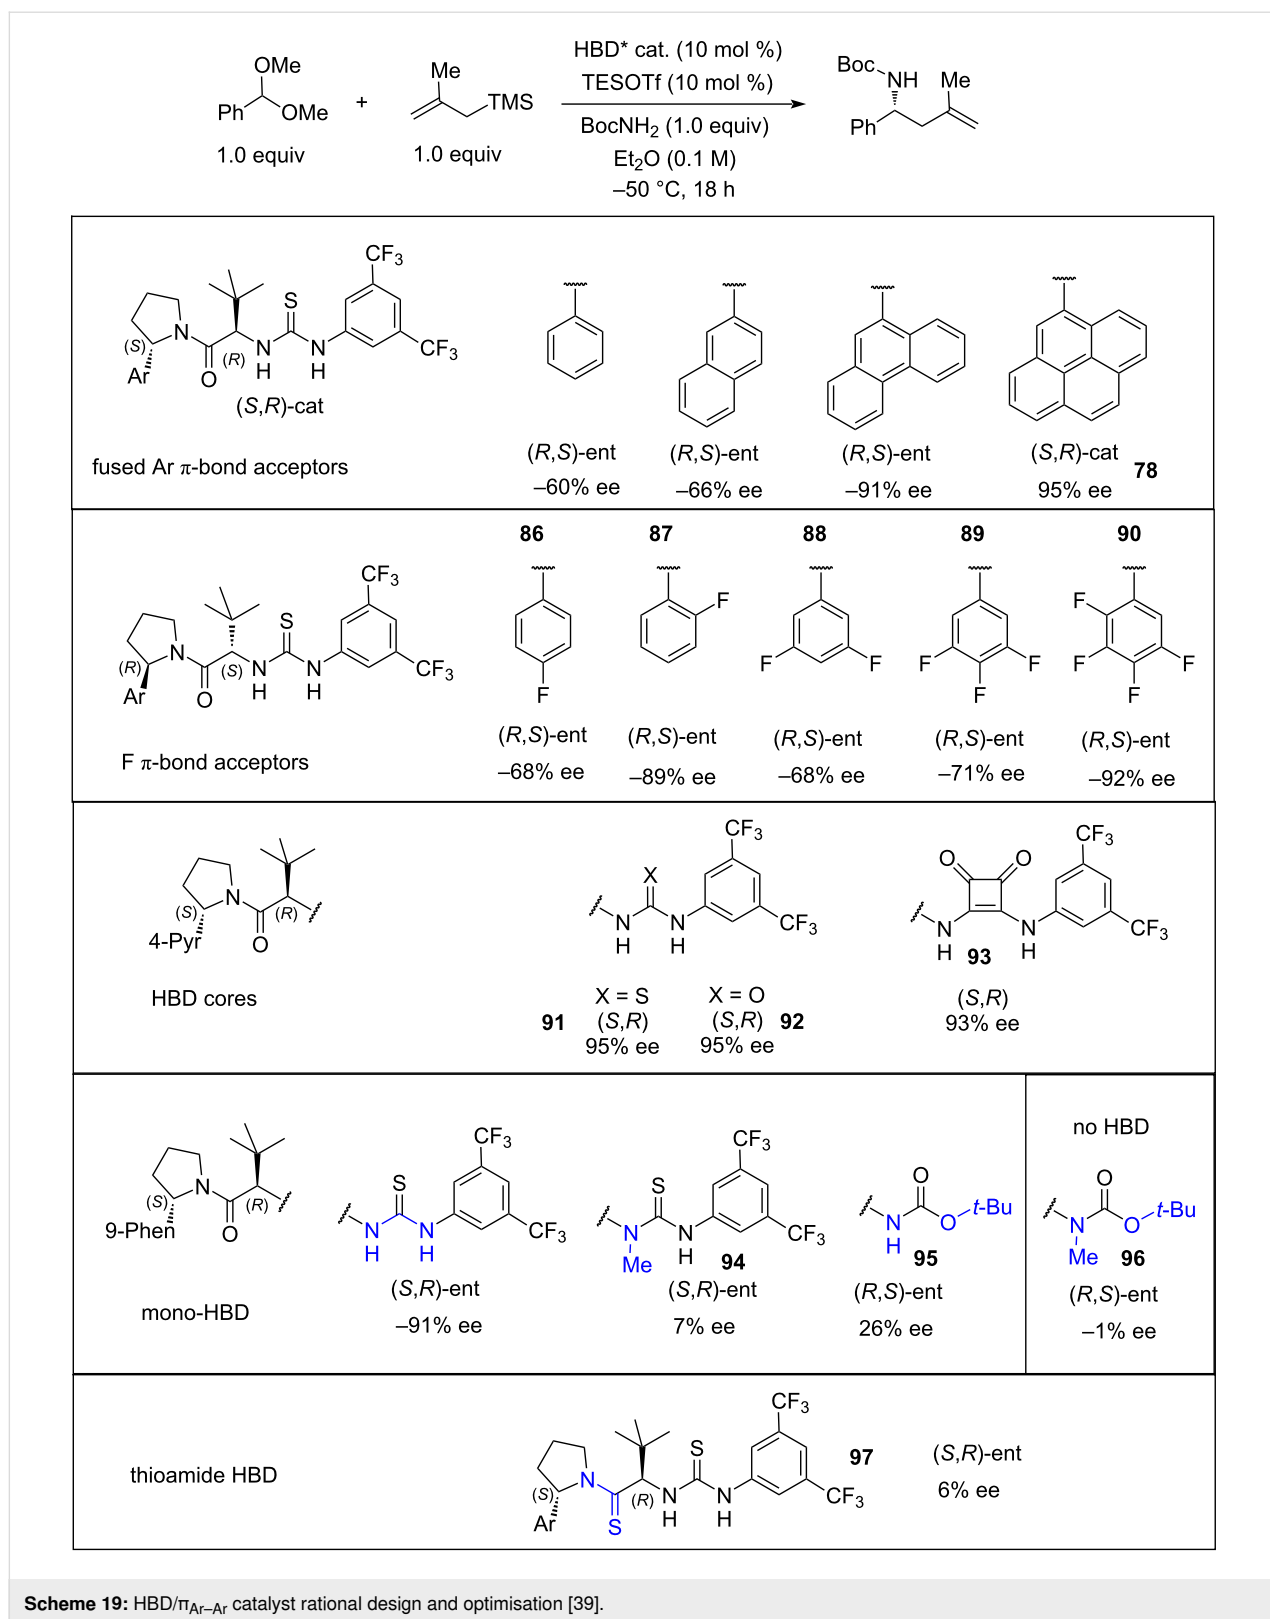 OMe
Ph
OMe
1.0 equiv
+
Me
TMS
1.0 equiv
HBD* cat. (10 mol %)
TESOTf (10 mol %)
BocNH2 (1.0 equiv)
Et2O (0.1 M)
–50 °C, 18 h
Boc
NH
Me
Ph
CF3
S
N
(S)
(R)
N
H
N
H
CF3
Ar
O
(S,R)-cat
fused Ar π-bond acceptors
(R,S)-ent
–60% ee
(R,S)-ent
–66% ee
(R,S)-ent
–91% ee
(S,R)-cat
95% ee
78
CF3
S
N
(R)
(S)
N
H
N
H
CF3
Ar
O
F π-bond acceptors
86
F
(R,S)-ent
–68% ee
87
F
(R,S)-ent
–89% ee
88
F
F
(R,S)-ent
–68% ee
89
F
F
F
(R,S)-ent
–71% ee
90
F
F
F
F
(R,S)-ent
–92% ee
N
(S)
(R)
4-Pyr
O
HBD cores
CF3
X
N
H
N
H
CF3
X = S
91 (S,R)
95% ee
X = O
(S,R) 92
95% ee
O
O
CF3
N
H
N
H
CF3
93
(S,R)
93% ee
N
(S)
(R)
9-Phen
O
mono-HBD
CF3
S
N
H
N
H
CF3
(S,R)-ent
–91% ee
CF3
S
N
Me
N
H
CF3
94
(S,R)-ent
7% ee
O
N
H
O
t-Bu
95
(R,S)-ent
26% ee
no HBD
O
N
Me
O
t-Bu
96
(R,S)-ent
–1% ee
thioamide HBD
CF3
S
N
(S)
(R)
N
H
N
H
CF3
Ar
S
97
(S,R)-ent
6% ee
Scheme 19: HBD/πAr–Ar catalyst rational design and optimisation [39].